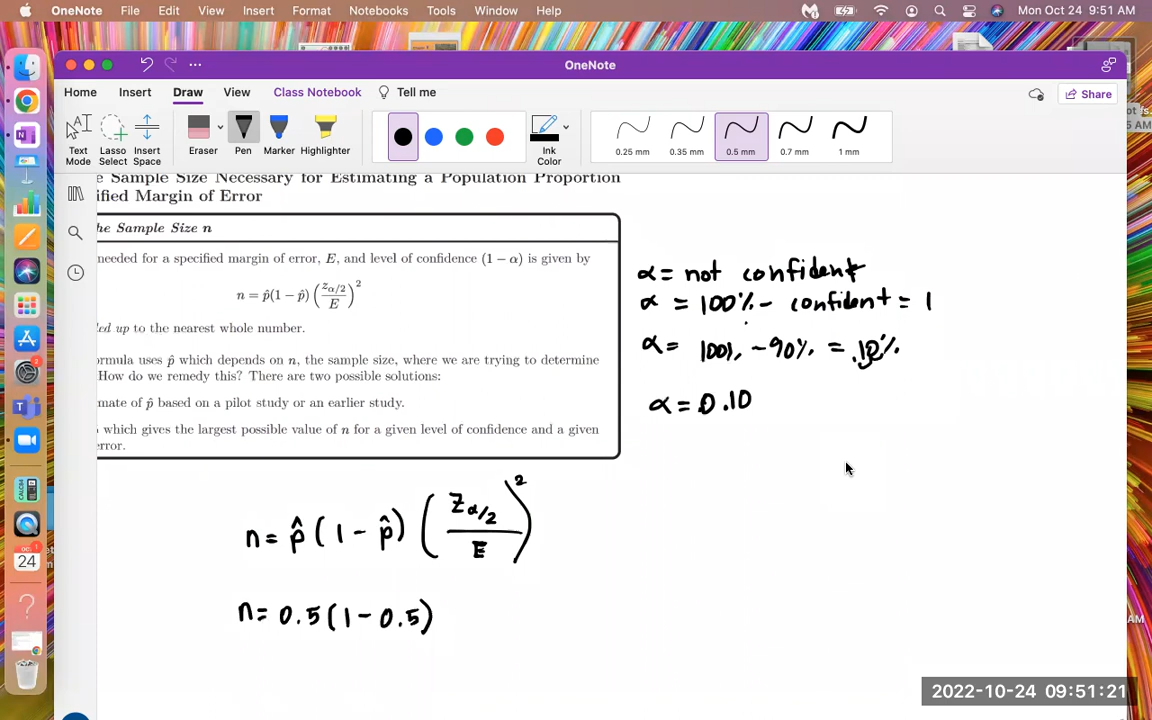 OneNote File Edit View Insert Format Notebooks Tools Window Help Mon Oct 24 9:51 AM
OneNote
Home Insert Draw View Class Notebook Tell me Share
Text Mode Lasso Select Insert Space Eraser Pen Marker Highlighter Ink Color 0.25 mm 0.35 mm 0.5 mm 0.7 mm 1 mm
e Sample Size Necessary for Estimating a Population Proportion
ified Margin of Error
he Sample Size n
needed for a specified margin of error, E, and level of confidence (1 − α) is given by
n = p̂(1 − p̂) (z_{α/2}/E)²
ded up to the nearest whole number.
ormula uses p̂ which depends on n, the sample size, where we are trying to determine
How do we remedy this? There are two possible solutions:
mate of p̂ based on a pilot study or an earlier study.
which gives the largest possible value of n for a given level of confidence and a given
error.
α = not confident
α = 100% − confident = 1
α = 100% − 90% = .10%
α = 0.10
n = p̂ (1 − p̂) (Z_{α/2}/E)²
n = 0.5 (1 − 0.5)
2
OCT
24
2022-10-24 09:51:21